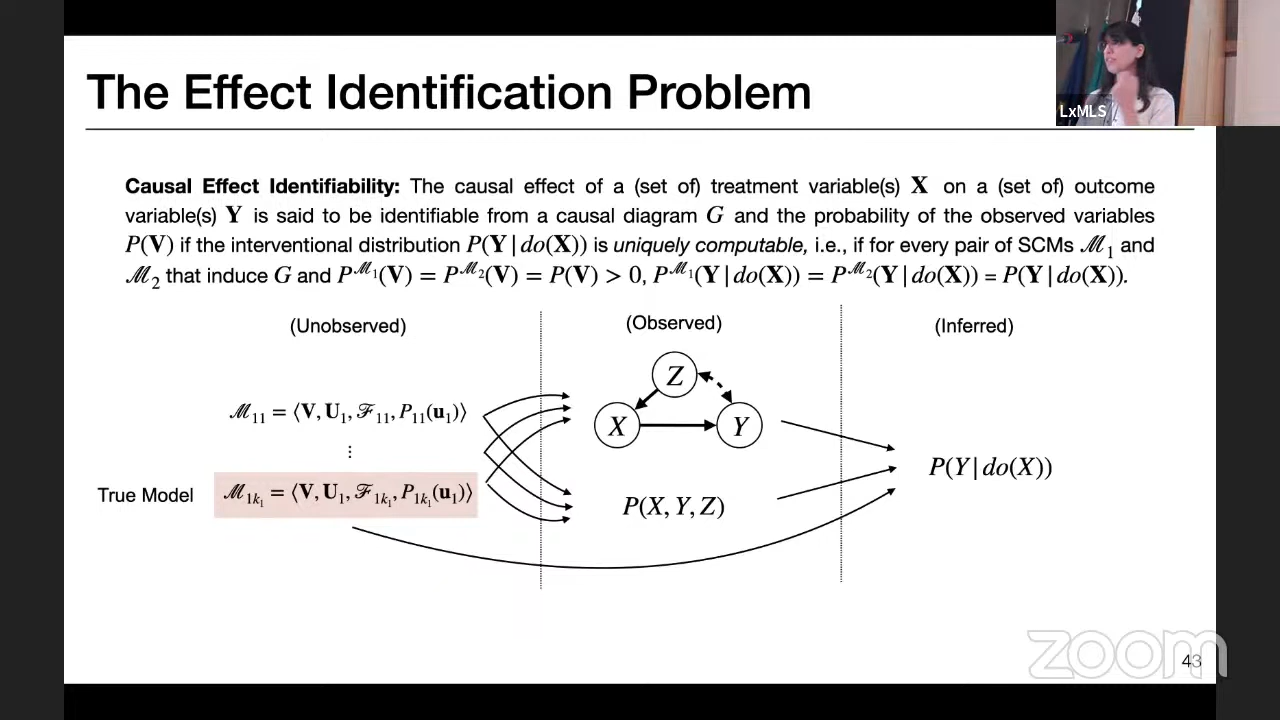 The Effect Identification Problem
LxMLS
Causal Effect Identifiability: The causal effect of a (set of) treatment variable(s) X on a (set of) outcome
variable(s) Y is said to be identifiable from a causal diagram G and the probability of the observed variables
P(V) if the interventional distribution P(Y | do(X)) is uniquely computable, i.e., if for every pair of SCMs ℳ₁ and
ℳ₂ that induce G and P^ℳ₁(V) = P^ℳ₂(V) = P(V) > 0, P^ℳ₁(Y | do(X)) = P^ℳ₂(Y | do(X)) = P(Y | do(X)).
(Unobserved)
(Observed)
(Inferred)
Z
X
Y
ℳ₁₁ = ⟨V, U₁, ℱ₁₁, P₁₁(u₁)⟩
⋮
True Model
ℳ₁ₖ₁ = ⟨V, U₁, ℱ₁ₖ₁, P₁ₖ₁(u₁)⟩
P(X, Y, Z)
P(Y | do(X))
zoom
43